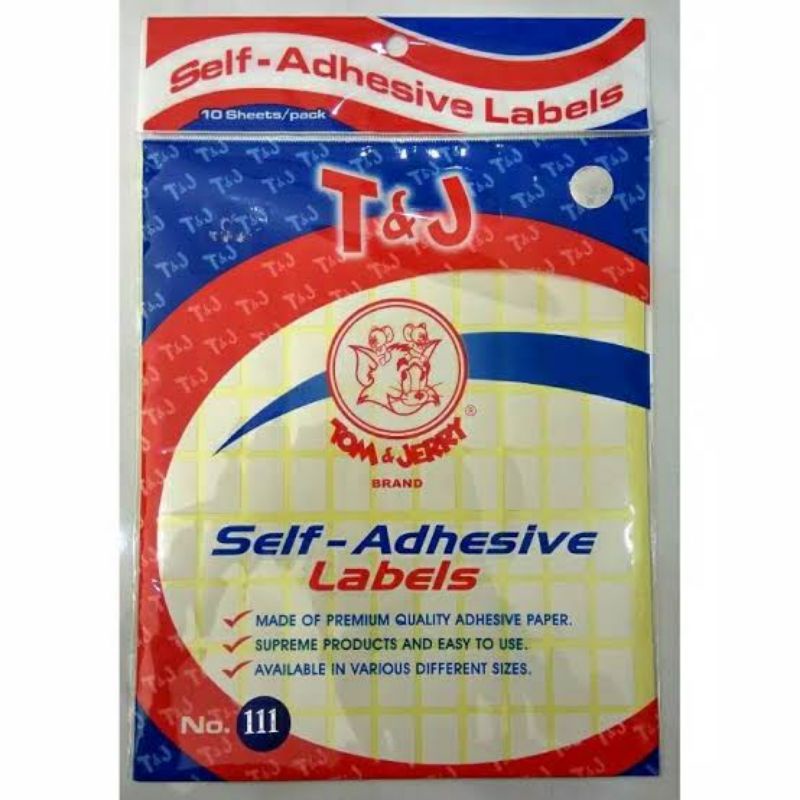 Self-Adhesive Labels
10 Sheets/pack
T&J
TOM & JERRY ®
BRAND
Self-Adhesive
Labels
MADE OF PREMIUM QUALITY ADHESIVE PAPER.
SUPREME PRODUCTS AND EASY TO USE.
AVAILABLE IN VARIOUS DIFFERENT SIZES.
No. 111